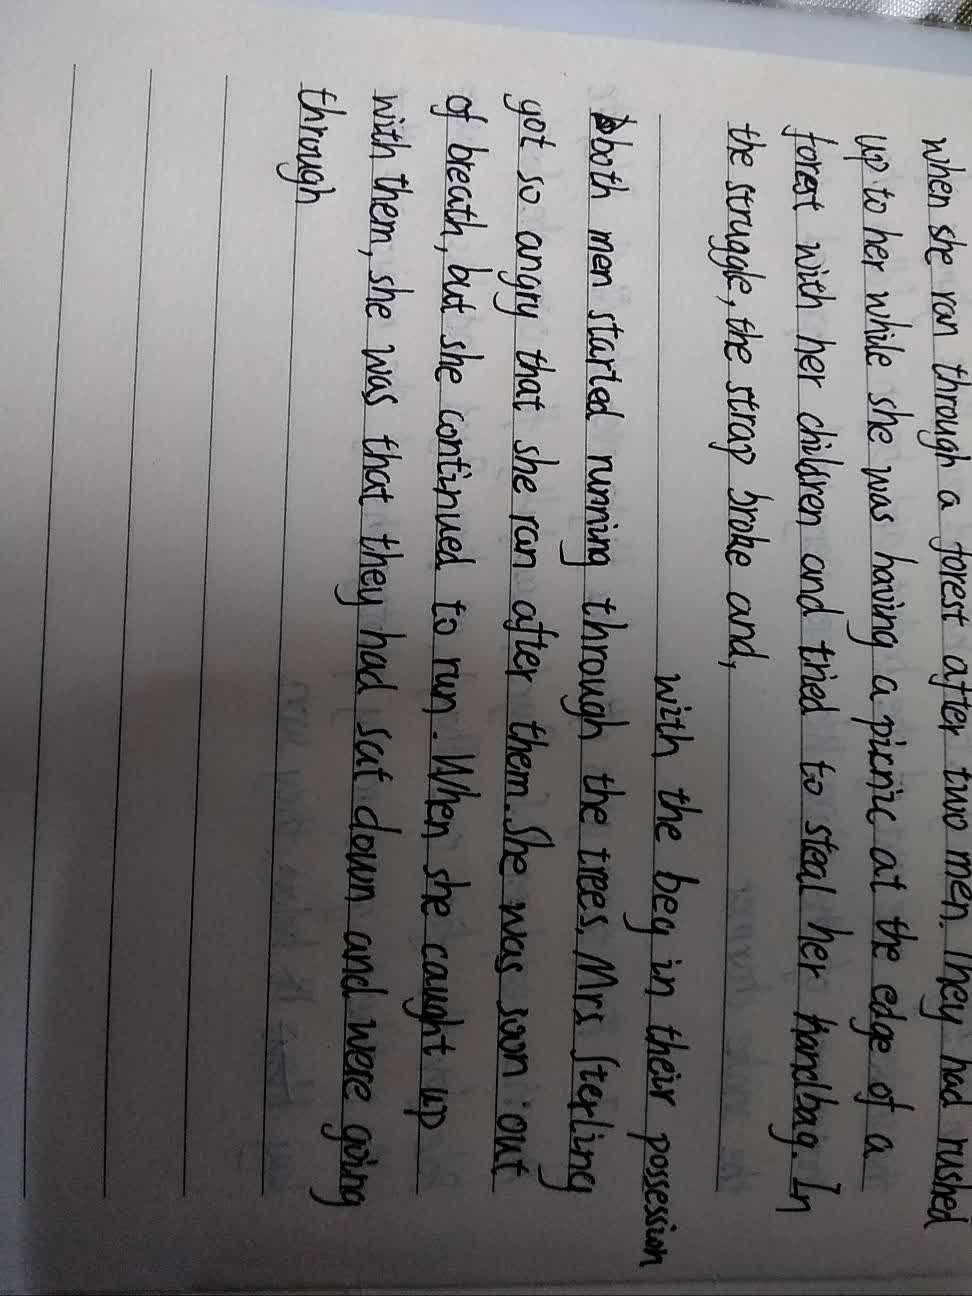 when she ran through a forest after two men. They had rushed
up to her while she was having a picnic at the edge of a
forest with her children and tried to steal her handbag. In
the struggle, the strap broke and,
with the beg in their possession
both men started running through the trees. Mrs Sterling
got so angry that she ran after them. She was soon out
of breath, but she continued to run. When she caught up
with them, she was that they had sat down and were going
through